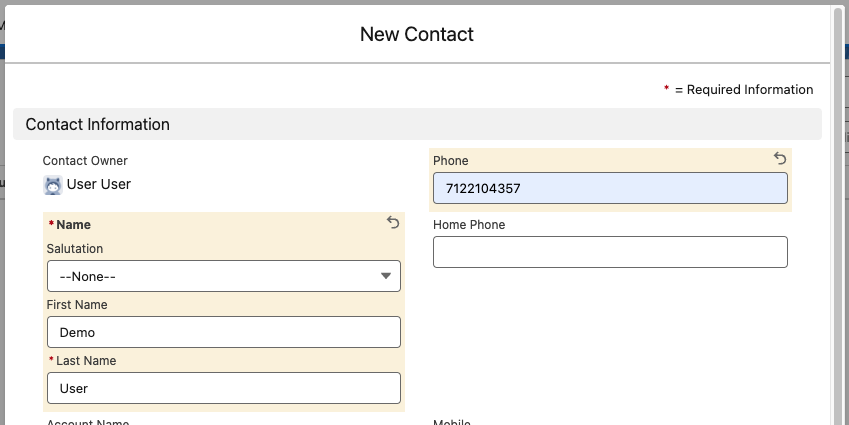 New Contact
* = Required Information
Contact Information
Contact Owner
User User
Phone
7122104357
* Name
Salutation
--None--
First Name
Demo
* Last Name
User
Home Phone
Account Name
Mobile